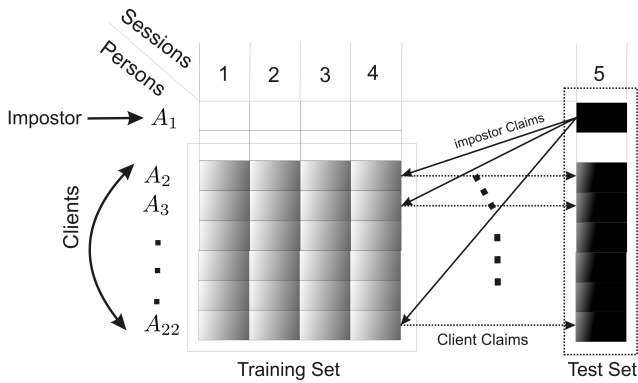 Sessions
Persons
1 2 3 4 5
Impostor A₁
impostor Claims
Clients
A₂
A₃
A₂₂
Client Claims
Training Set
Test Set